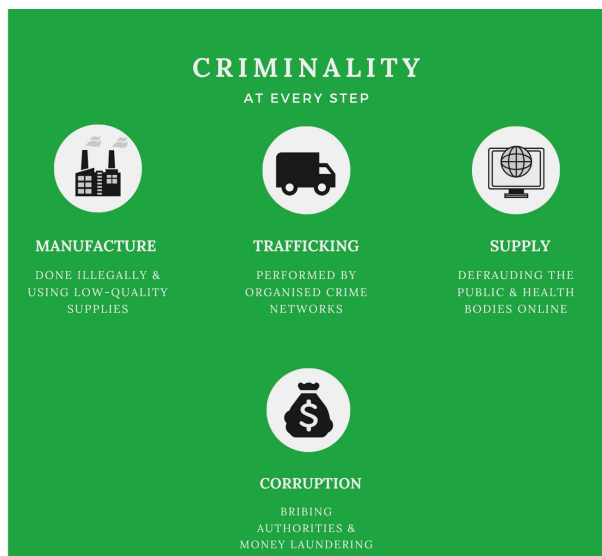 CRIMINALITY
AT EVERY STEP
MANUFACTURE
DONE ILLEGALLY &
USING LOW-QUALITY
SUPPLIES
TRAFFICKING
PERFORMED BY
ORGANISED CRIME
NETWORKS
SUPPLY
DEFRAUDING THE
PUBLIC & HEALTH
BODIES ONLINE
$
CORRUPTION
BRIBING
AUTHORITIES &
MONEY LAUNDERING